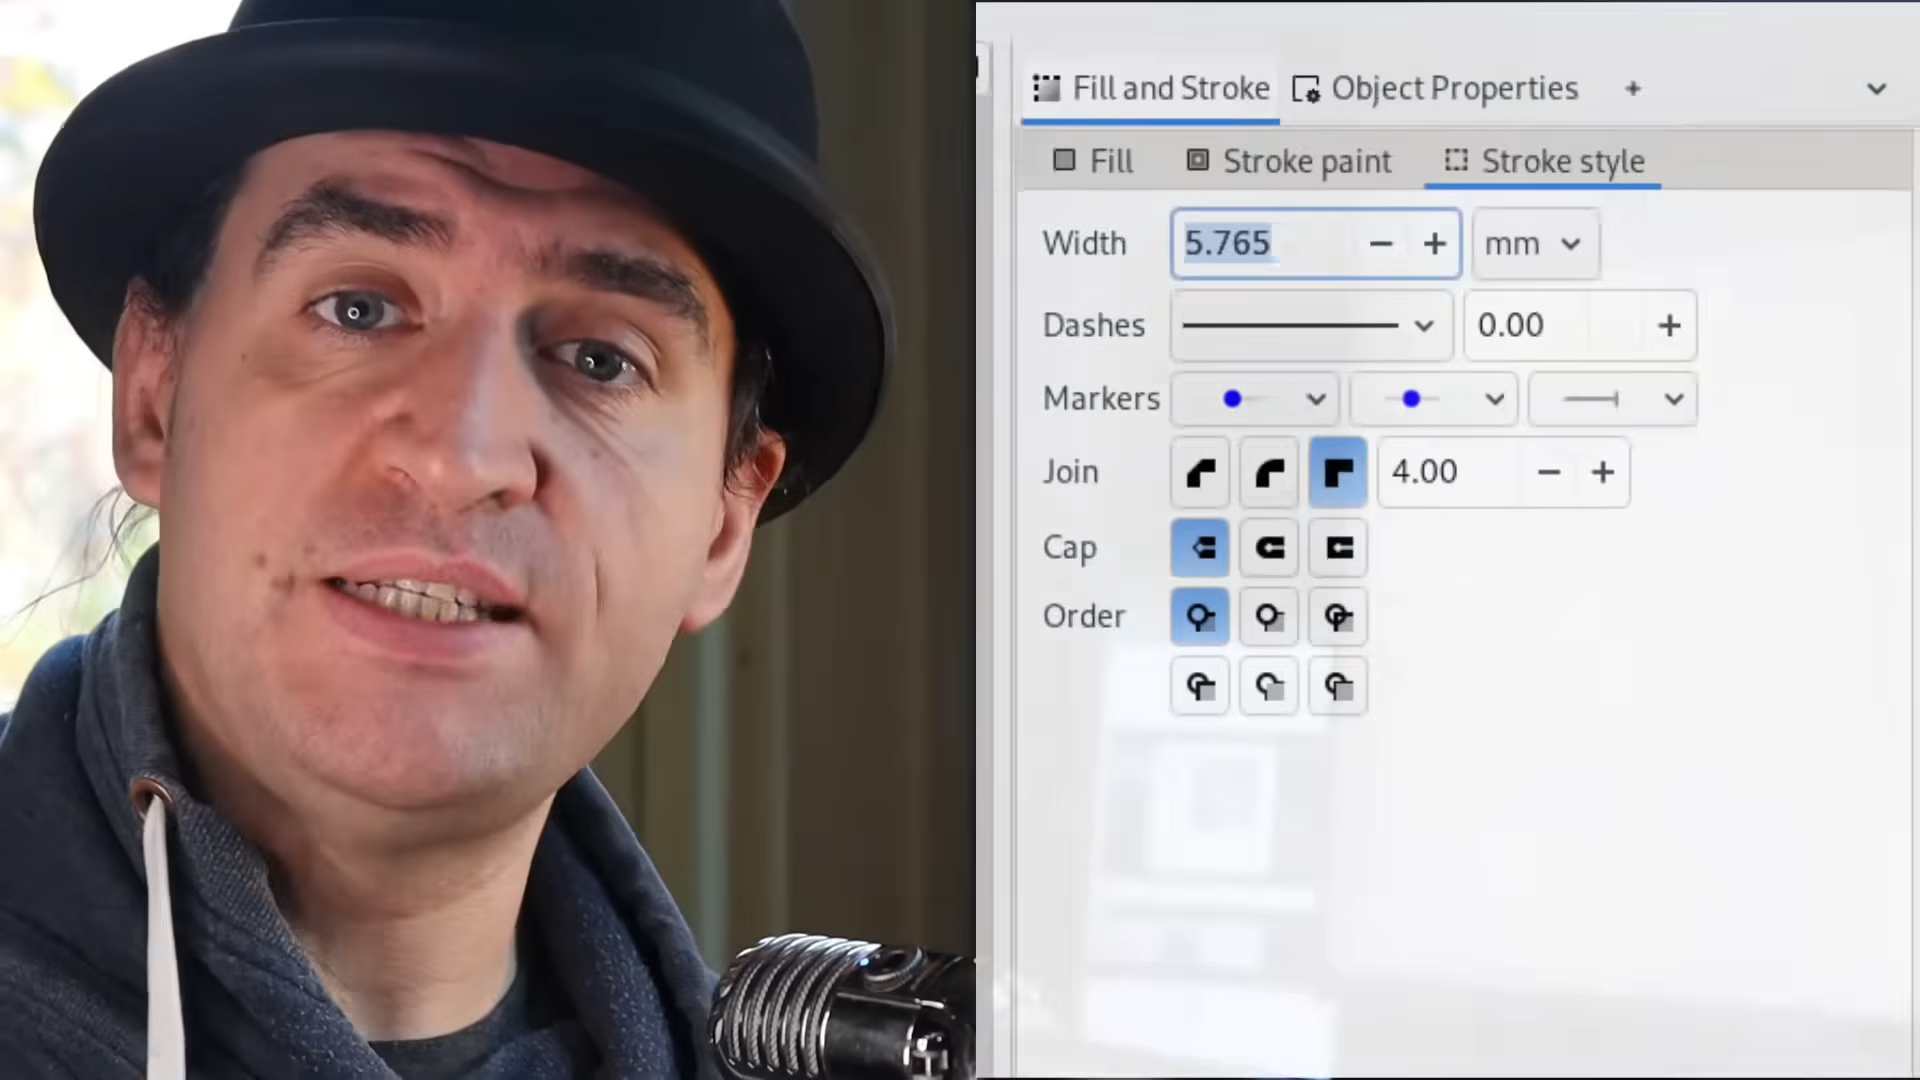 Fill and Stroke Object Properties
Fill Stroke paint Stroke style
Width 5.765 mm
Dashes 0.00
Markers
Join 4.00
Cap
Order